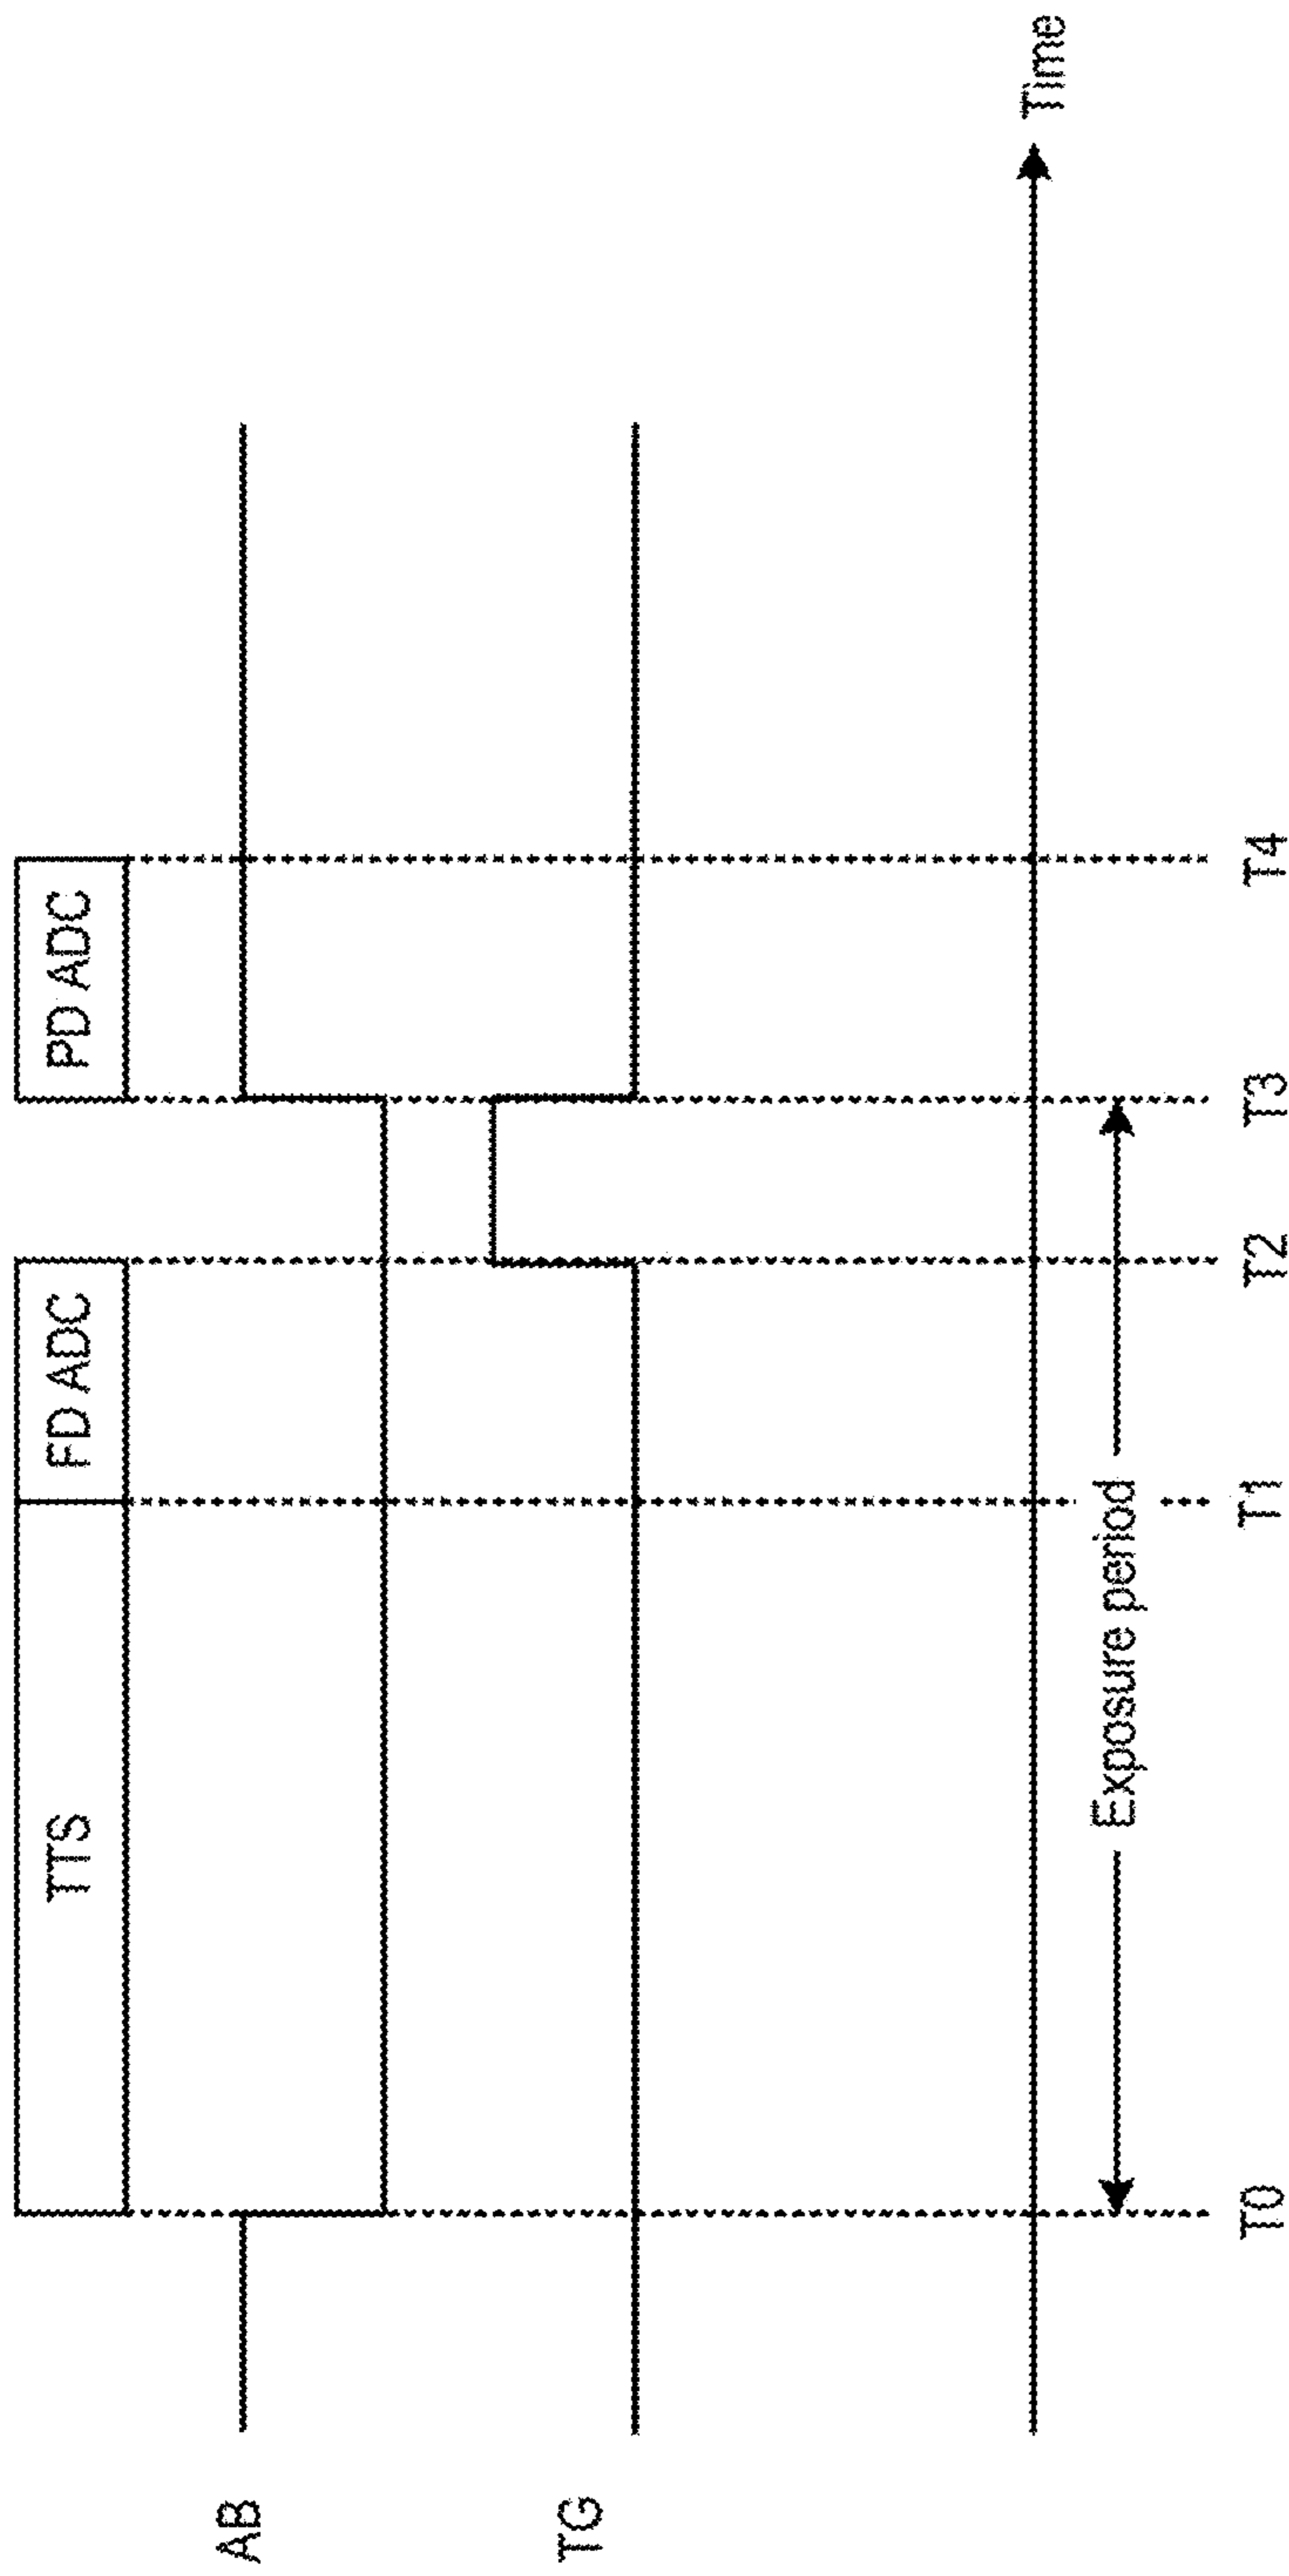 TTS
FD ADC
PD ADC
AB
TG
Time
Exposure period
T0
T1
T2
T3
T4